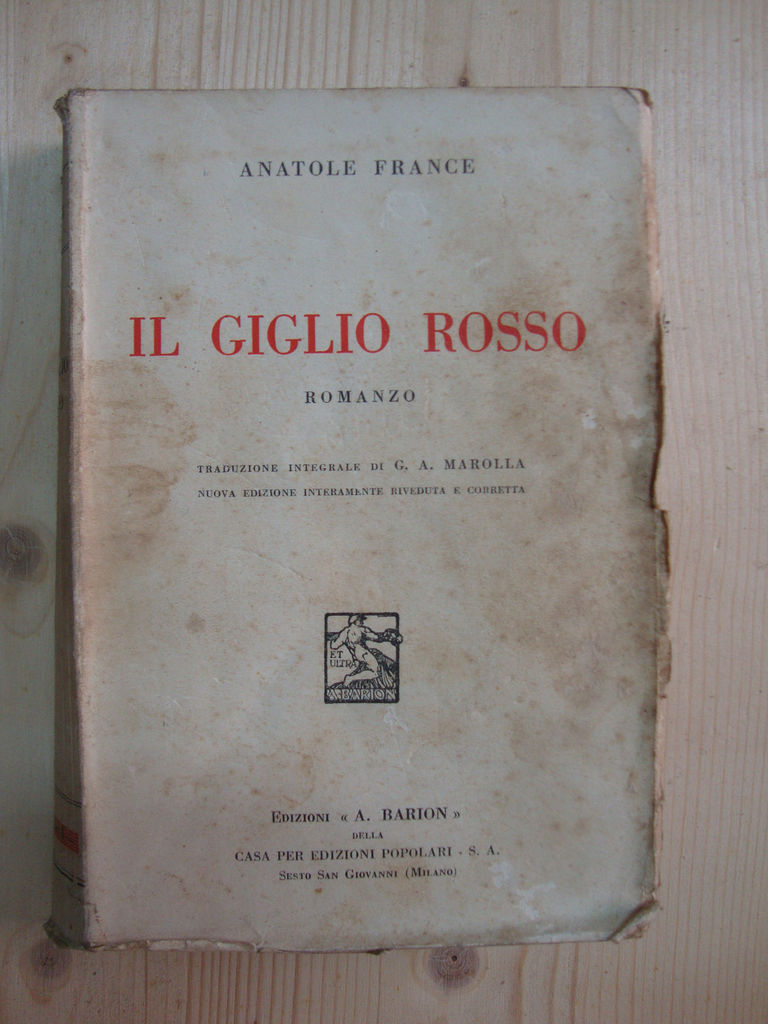 ANATOLE FRANCE
IL GIGLIO ROSSO
ROMANZO
TRADUZIONE INTEGRALE DI G. A. MAROLLA
NUOVA EDIZIONE INTERAMENTE RIVEDUTA E CORRETTA
ET
ULTRA
A. BARION
EDIZIONI « A. BARION »
DELLA
CASA PER EDIZIONI POPOLARI - S. A.
SESTO SAN GIOVANNI (MILANO)